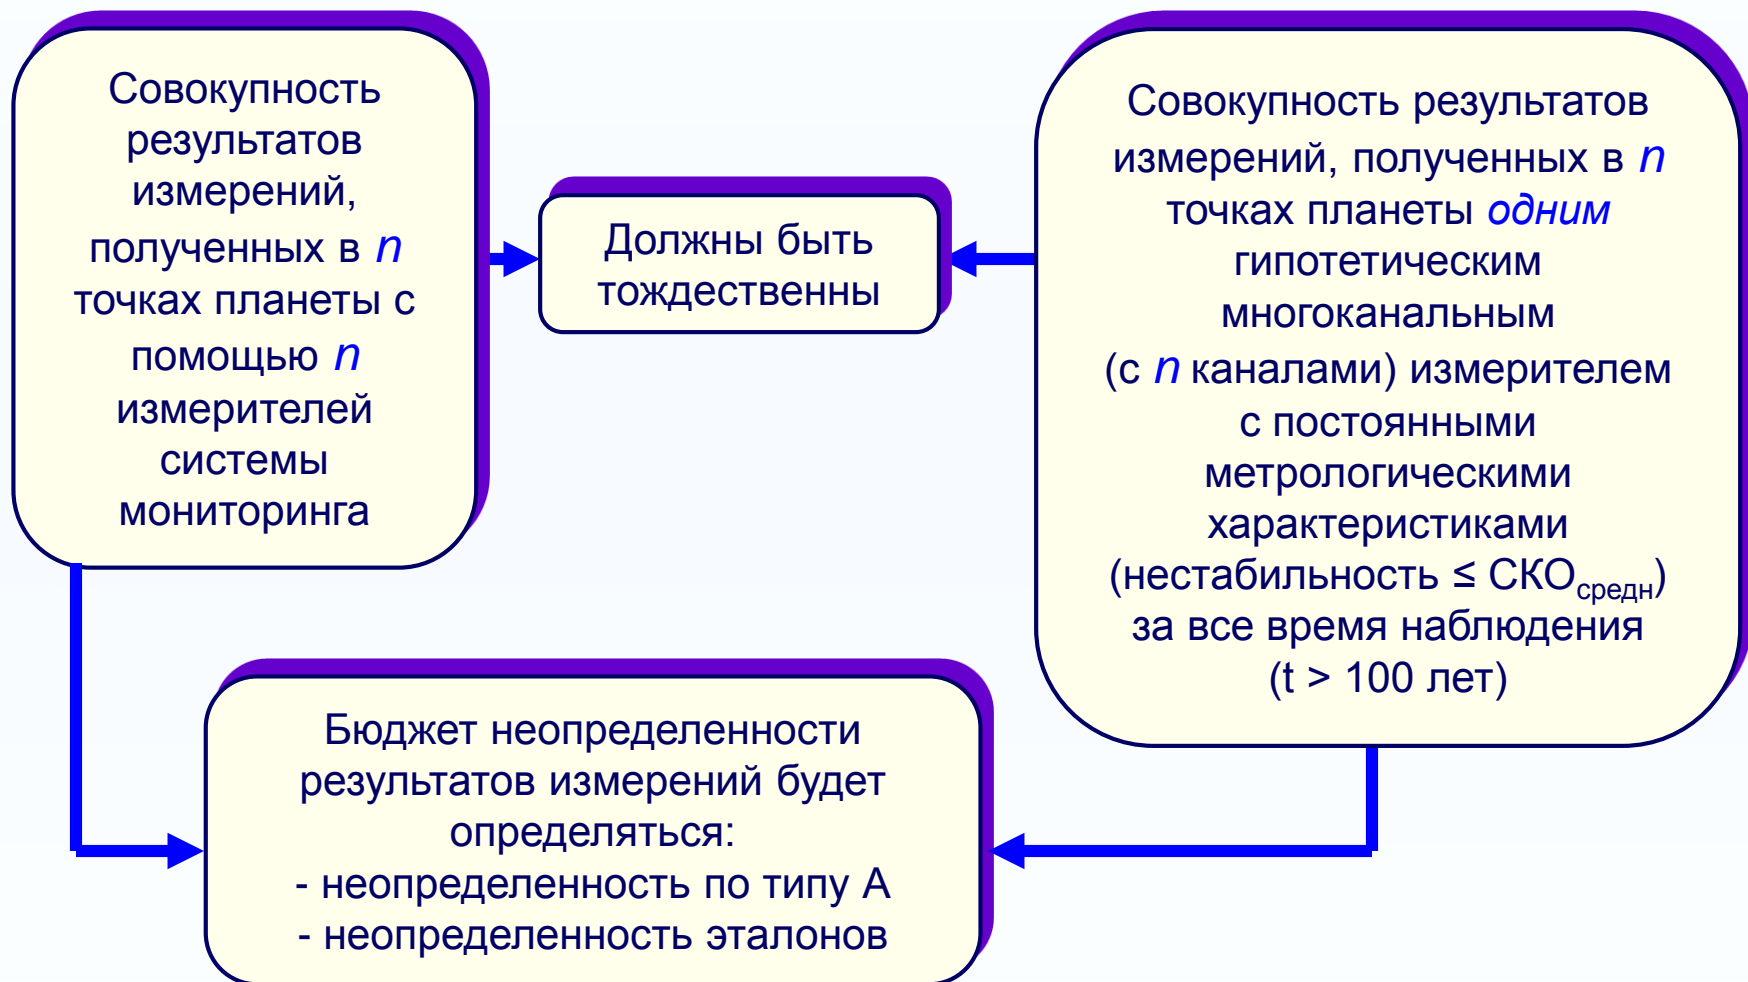 Совокупность
результатов
измерений,
полученных в n
точках планеты с
помощью n
измерителей
системы
мониторинга
Должны быть
тождественны
Совокупность результатов
измерений, полученных в n
точках планеты одним
гипотетическим
многоканальным
(с n каналами) измерителем
с постоянными
метрологическими
характеристиками
(нестабильность ≤ СКОсредн)
за все время наблюдения
(t > 100 лет)
Бюджет неопределенности
результатов измерений будет
определяться:
- неопределенность по типу А
- неопределенность эталонов